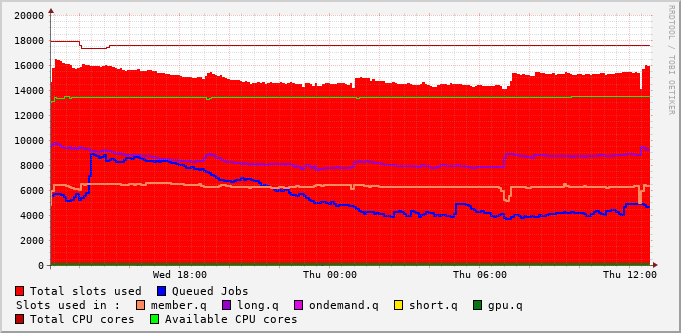 20000
18000
16000
14000
12000
10000
8000
6000
4000
2000
0
Wed 18:00 Thu 00:00 Thu 06:00 Thu 12:00
Total slots used Queued Jobs
Slots used in : member.q long.q ondemand.q short.q gpu.q
Total CPU cores Available CPU cores
RRDTOOL / TOBI OETIKER